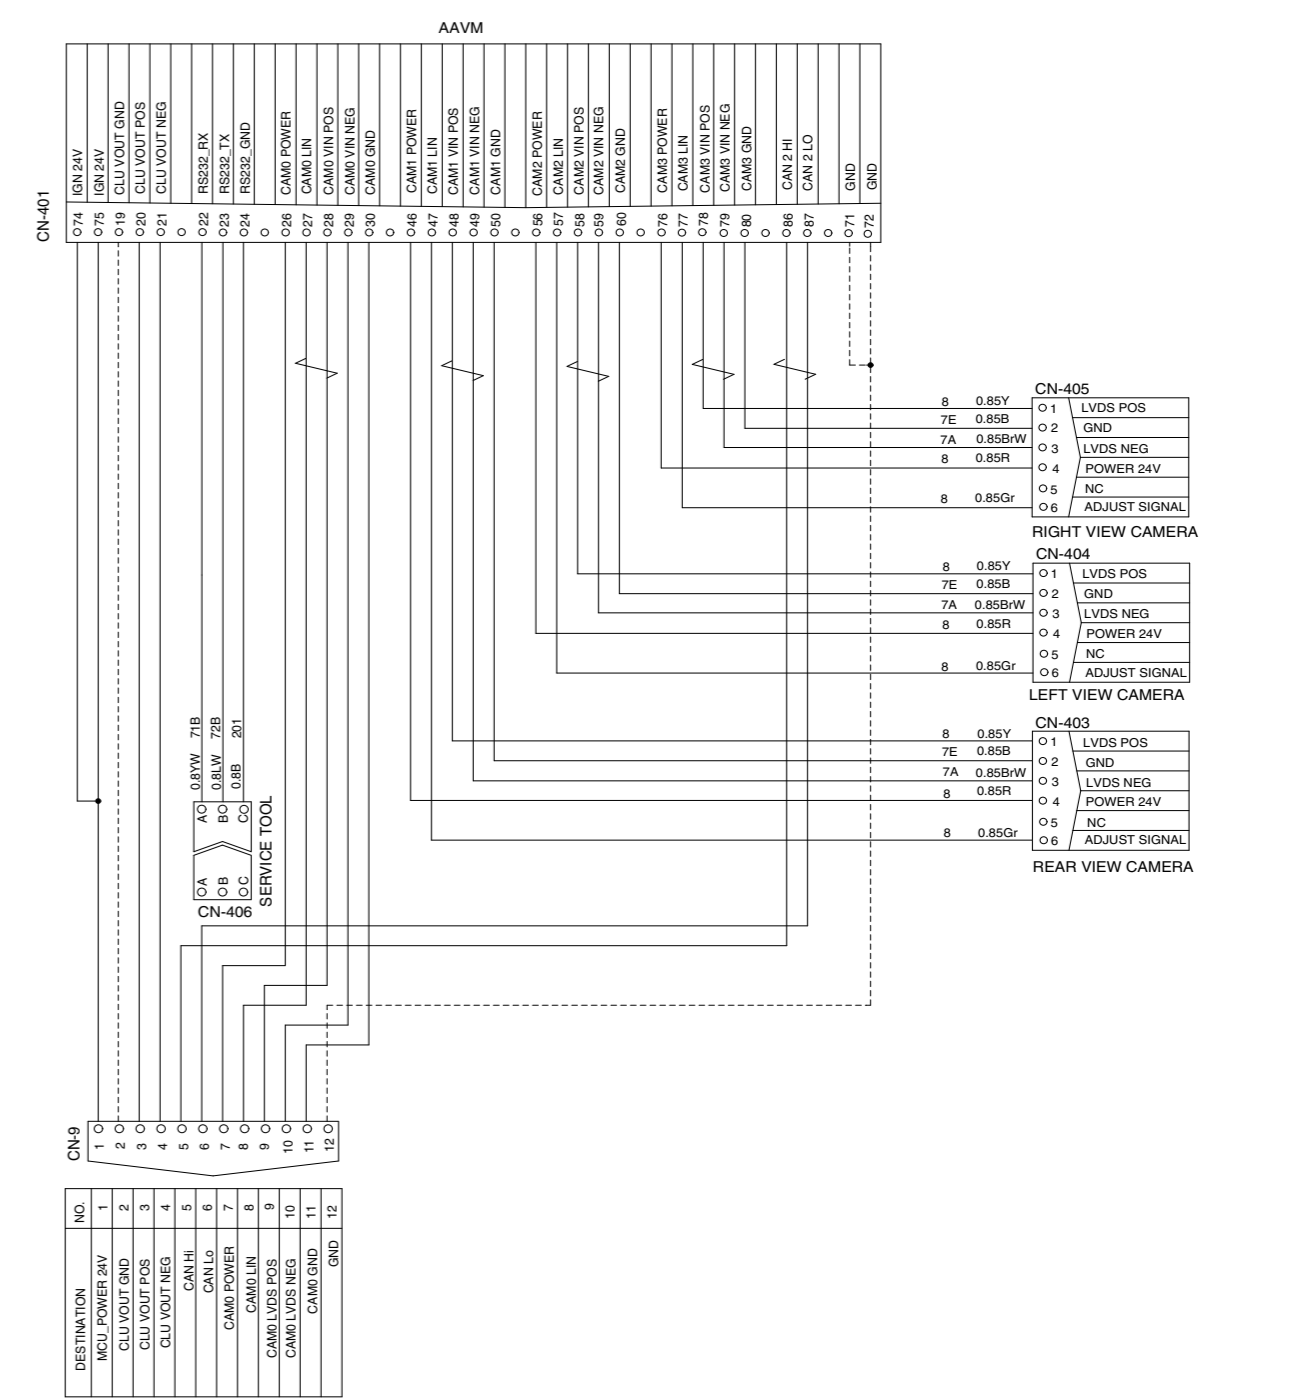 AAVM
CN-401
IGN 24V
IGN 24V
CLU VOUT GND
CLU VOUT POS
CLU VOUT NEG
RS232_RX
RS232_TX
RS232_GND
CAM0 POWER
CAM0 LIN
CAM0 VIN POS
CAM0 VIN NEG
CAM0 GND
CAM1 POWER
CAM1 LIN
CAM1 VIN POS
CAM1 VIN NEG
CAM1 GND
CAM2 POWER
CAM2 LIN
CAM2 VIN POS
CAM2 VIN NEG
CAM2 GND
CAM3 POWER
CAM3 LIN
CAM3 VIN POS
CAM3 VIN NEG
CAM3 GND
CAN 2 HI
CAN 2 LO
GND
GND
74
75
19
20
21
22
23
24
26
27
28
29
30
46
47
48
49
50
56
57
58
59
60
76
77
78
79
80
86
87
71
72
CN-405
8 0.85Y 1 LVDS POS
7E 0.85B 2 GND
7A 0.85BrW 3 LVDS NEG
8 0.85R 4 POWER 24V
5 NC
8 0.85Gr 6 ADJUST SIGNAL
RIGHT VIEW CAMERA
CN-404
8 0.85Y 1 LVDS POS
7E 0.85B 2 GND
7A 0.85BrW 3 LVDS NEG
8 0.85R 4 POWER 24V
5 NC
8 0.85Gr 6 ADJUST SIGNAL
LEFT VIEW CAMERA
CN-403
8 0.85Y 1 LVDS POS
7E 0.85B 2 GND
7A 0.85BrW 3 LVDS NEG
8 0.85R 4 POWER 24V
5 NC
8 0.85Gr 6 ADJUST SIGNAL
REAR VIEW CAMERA
0.8YW 71B
0.8LW 72B
0.8B 201
A
B
C
A
B
C
SERVICE TOOL
CN-406
CN-9
1
2
3
4
5
6
7
8
9
10
11
12
DESTINATION NO.
MCU_POWER 24V 1
CLU VOUT GND 2
CLU VOUT POS 3
CLU VOUT NEG 4
CAN Hi 5
CAN Lo 6
CAM0 POWER 7
CAM0 LIN 8
CAM0 LVDS POS 9
CAM0 LVDS NEG 10
CAM0 GND 11
GND 12